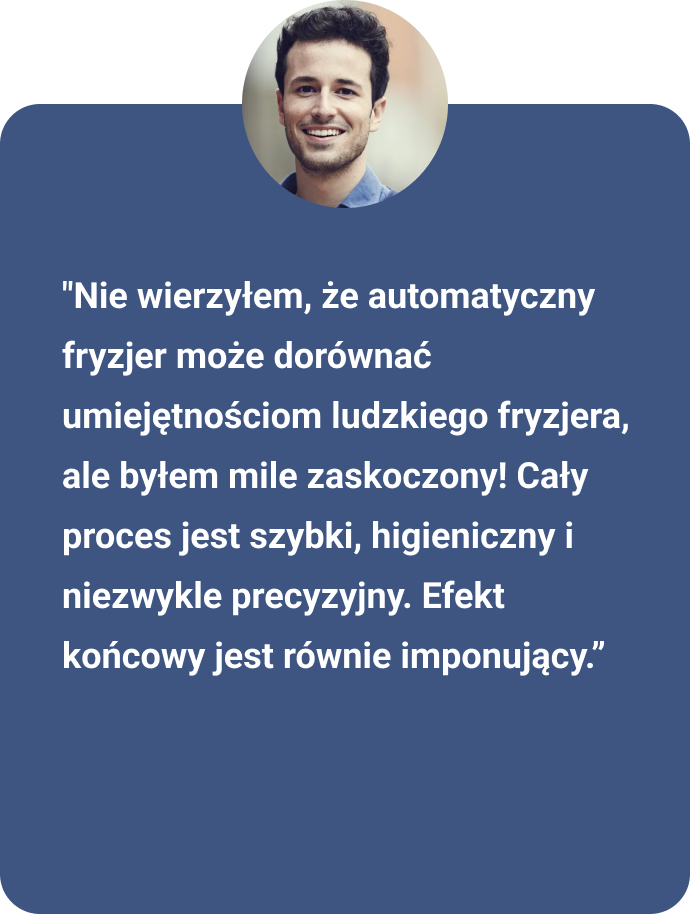 "Nie wierzyłem, że automatyczny
fryzjer może dorównać
umiejętnościom ludzkiego fryzjera,
ale byłem mile zaskoczony! Cały
proces jest szybki, higieniczny i
niezwykle precyzyjny. Efekt
końcowy jest równie imponujący.”